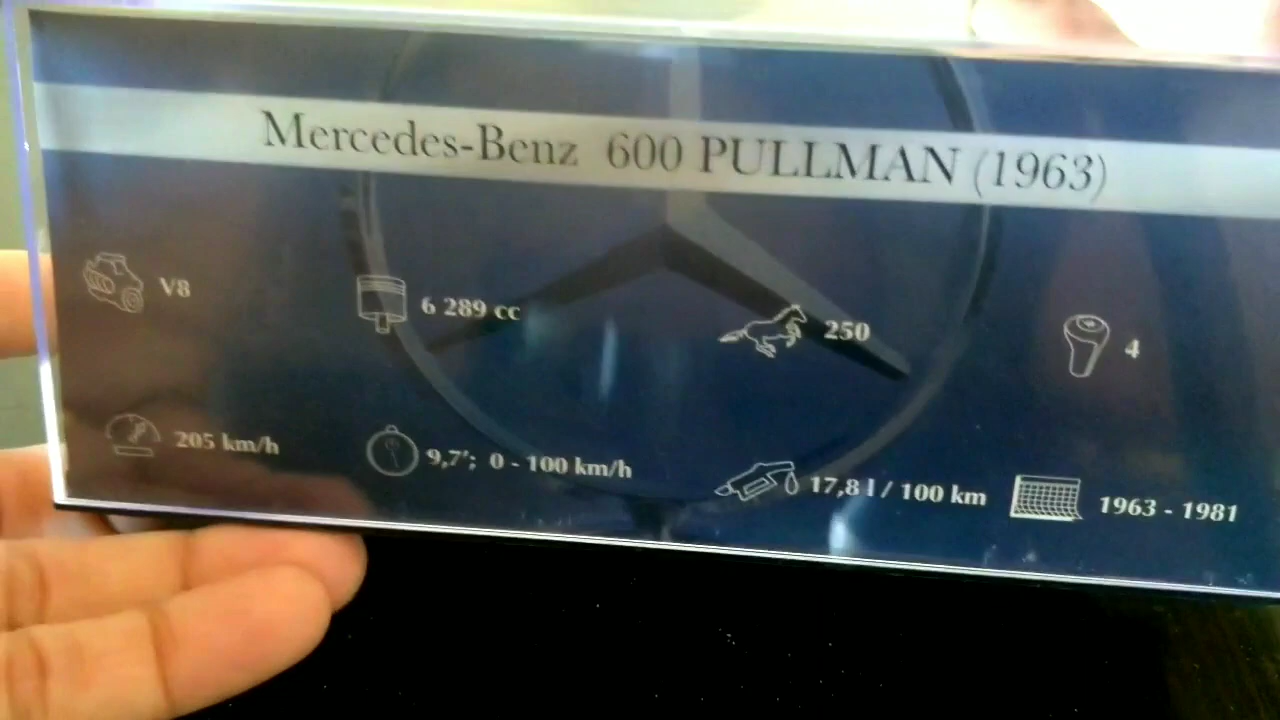 Mercedes-Benz 600 PULLMAN (1963)
V8
6 289 cc
250
4
205 km/h
9,7'; 0 - 100 km/h
17,8 l / 100 km
1963 - 1981